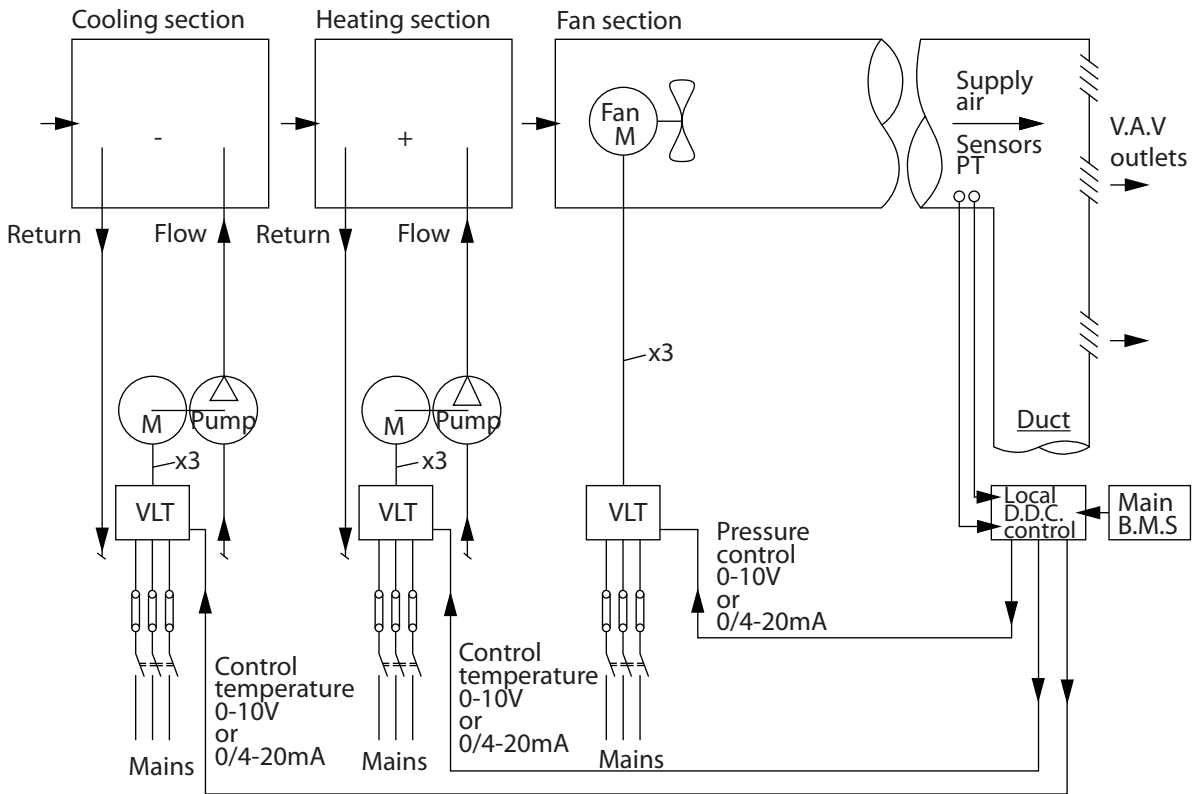 Cooling section
Heating section
Fan section
-
+
Fan
M
Supply
air
Sensors
PT
V.A.V
outlets
Return
Flow
Return
Flow
x3
M
Pump
M
Pump
Duct
x3
x3
VLT
VLT
VLT
Local
D.D.C.
control
Main
B.M.S
Pressure
control
0-10V
or
0/4-20mA
Control
temperature
0-10V
or
0/4-20mA
Control
temperature
0-10V
or
0/4-20mA
Mains
Mains
Mains